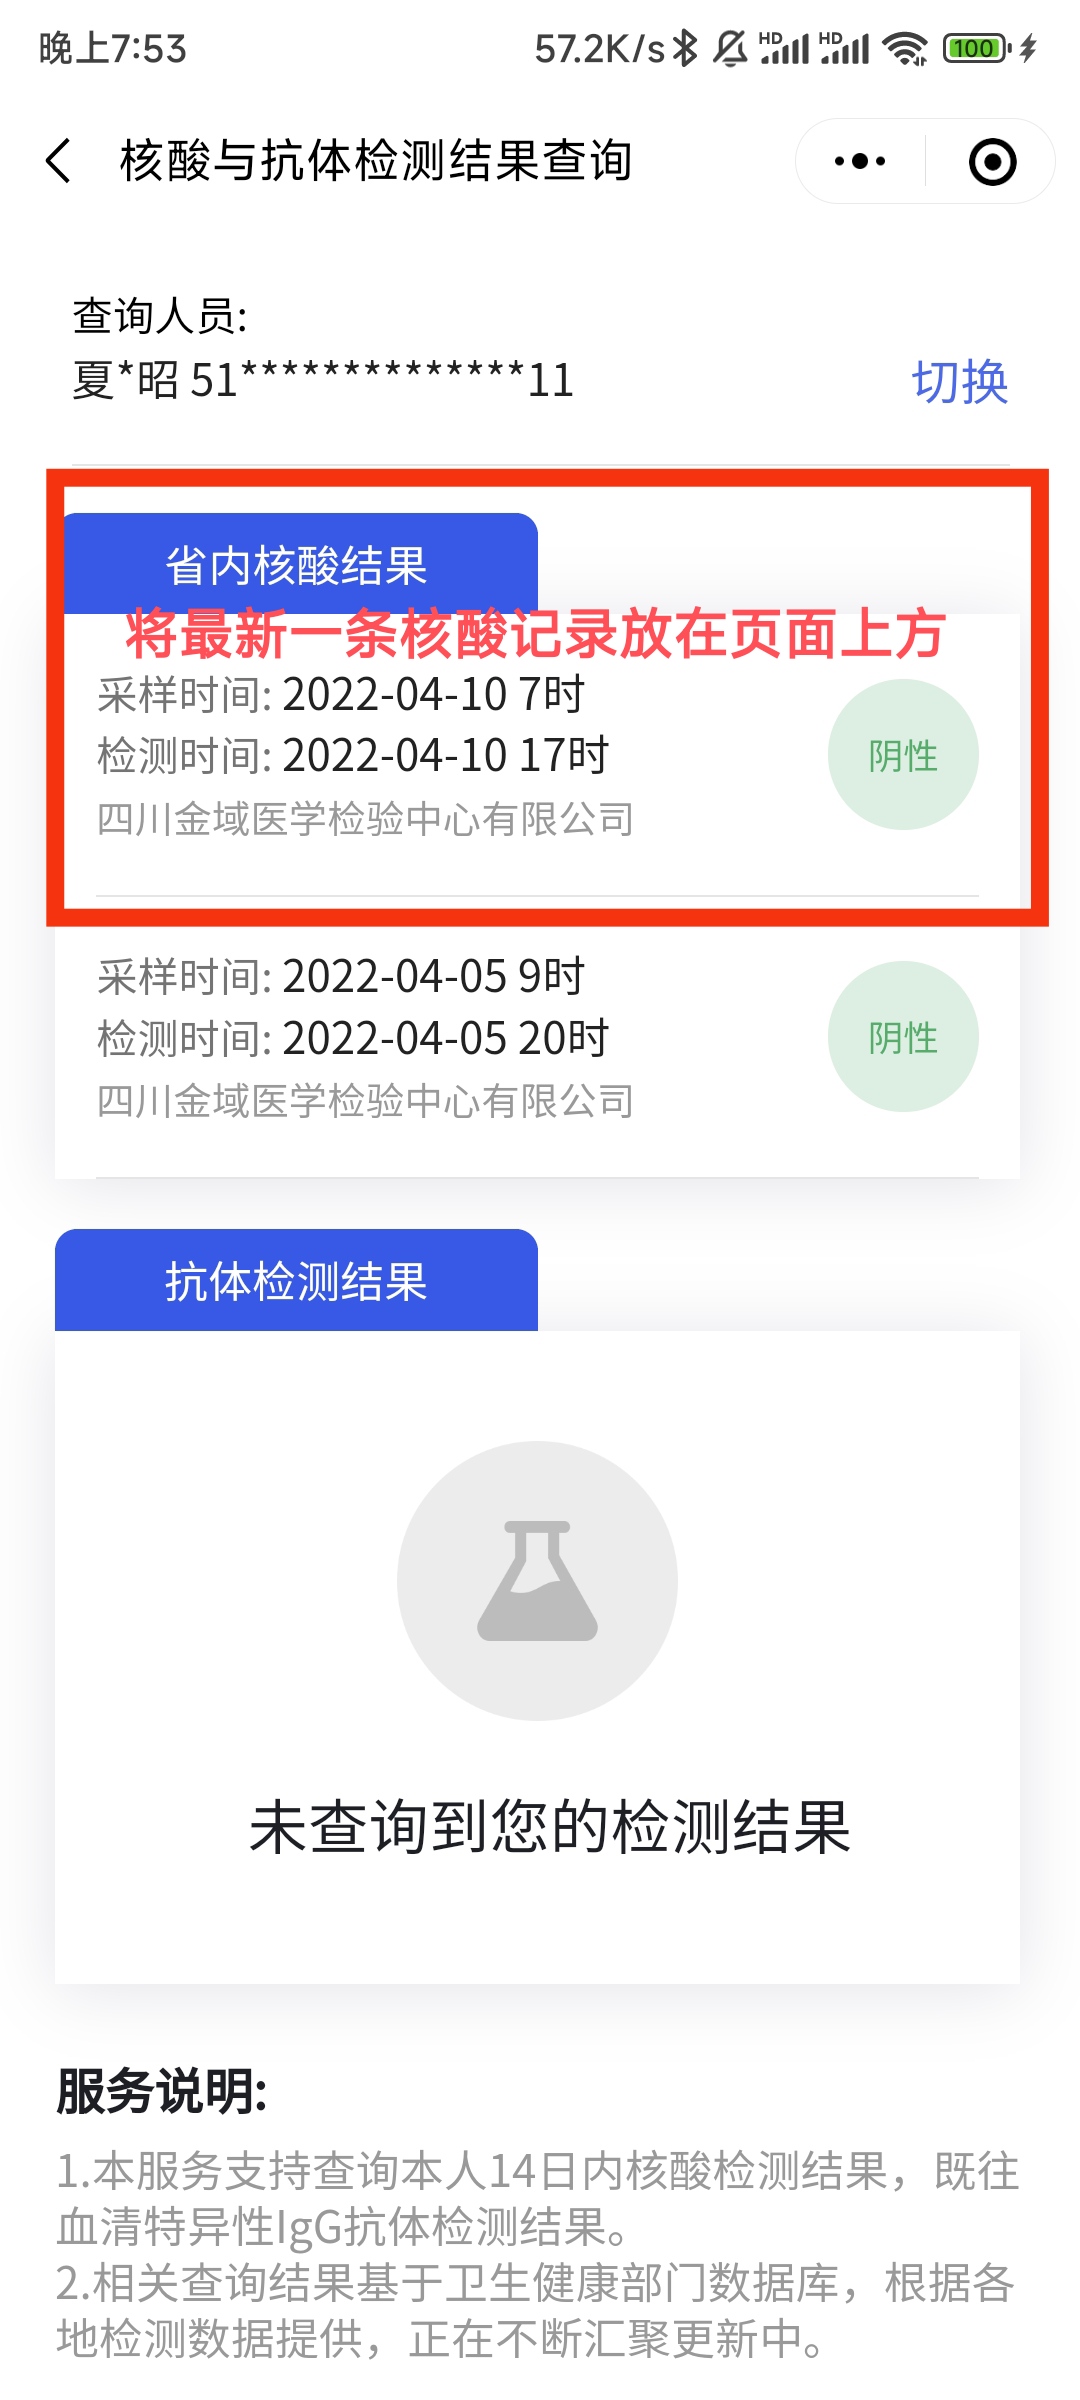 晚上7:53
57.2K/s HD HD 100
核酸与抗体检测结果查询
查询人员:
夏*昭 51**************11
切换
省内核酸结果
将最新一条核酸记录放在页面上方
采样时间: 2022-04-10 7时
检测时间: 2022-04-10 17时
阴性
四川金域医学检验中心有限公司
采样时间: 2022-04-05 9时
检测时间: 2022-04-05 20时
阴性
四川金域医学检验中心有限公司
抗体检测结果
未查询到您的检测结果
服务说明:
1.本服务支持查询本人14日内核酸检测结果，既往
血清特异性IgG抗体检测结果。
2.相关查询结果基于卫生健康部门数据库，根据各
地检测数据提供，正在不断汇聚更新中。